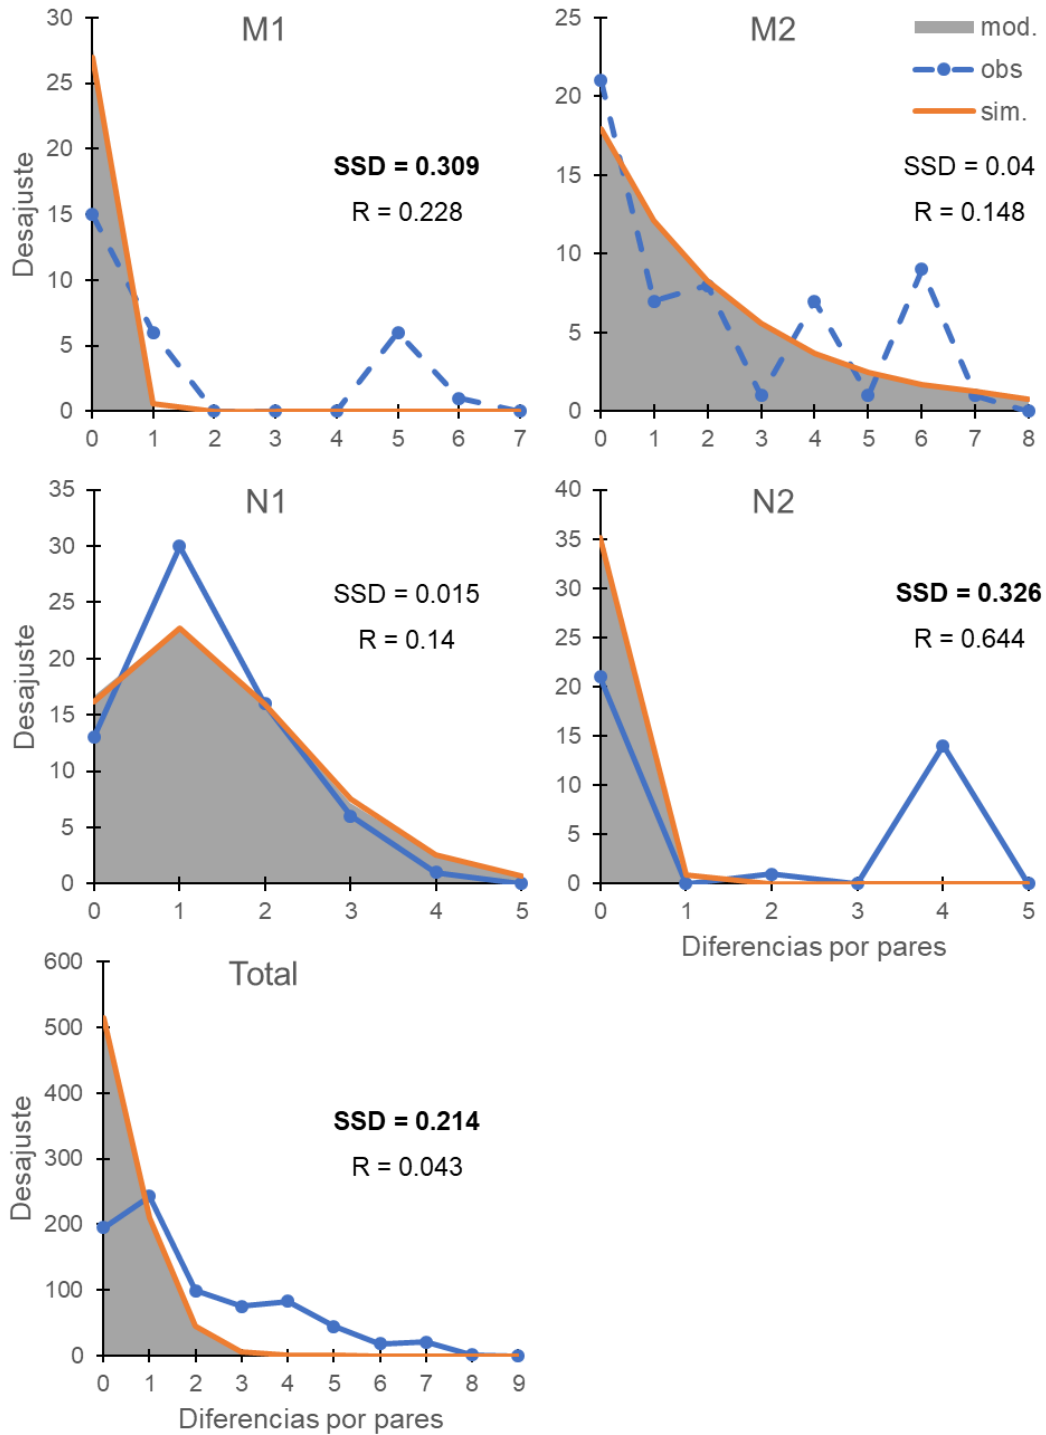 M1
30
25
20
15
10
5
0
Desajuste
SSD = 0.309
R = 0.228
0 1 2 3 4 5 6 7
M2
25
20
15
10
5
0
mod.
obs
sim.
SSD = 0.04
R = 0.148
0 1 2 3 4 5 6 7 8
N1
35
30
25
20
15
10
5
0
Desajuste
SSD = 0.015
R = 0.14
0 1 2 3 4 5
N2
40
35
30
25
20
15
10
5
0
SSD = 0.326
R = 0.644
0 1 2 3 4 5
Diferencias por pares
Total
600
500
400
300
200
100
0
Desajuste
SSD = 0.214
R = 0.043
0 1 2 3 4 5 6 7 8 9
Diferencias por pares